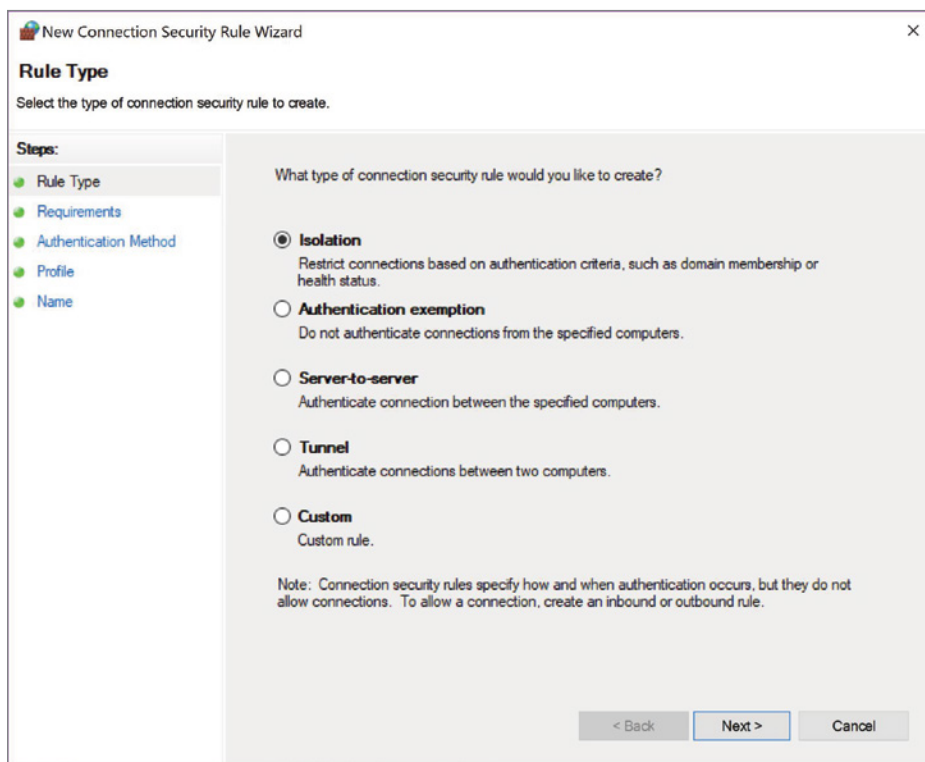 New Connection Security Rule Wizard
Rule Type
Select the type of connection security rule to create.
Steps:
Rule Type
Requirements
Authentication Method
Profile
Name
What type of connection security rule would you like to create?
Isolation
Restrict connections based on authentication criteria, such as domain membership or
health status.
Authentication exemption
Do not authenticate connections from the specified computers.
Server-to-server
Authenticate connection between the specified computers.
Tunnel
Authenticate connections between two computers.
Custom
Custom rule.
Note: Connection security rules specify how and when authentication occurs, but they do not
allow connections. To allow a connection, create an inbound or outbound rule.
< Back
Next >
Cancel